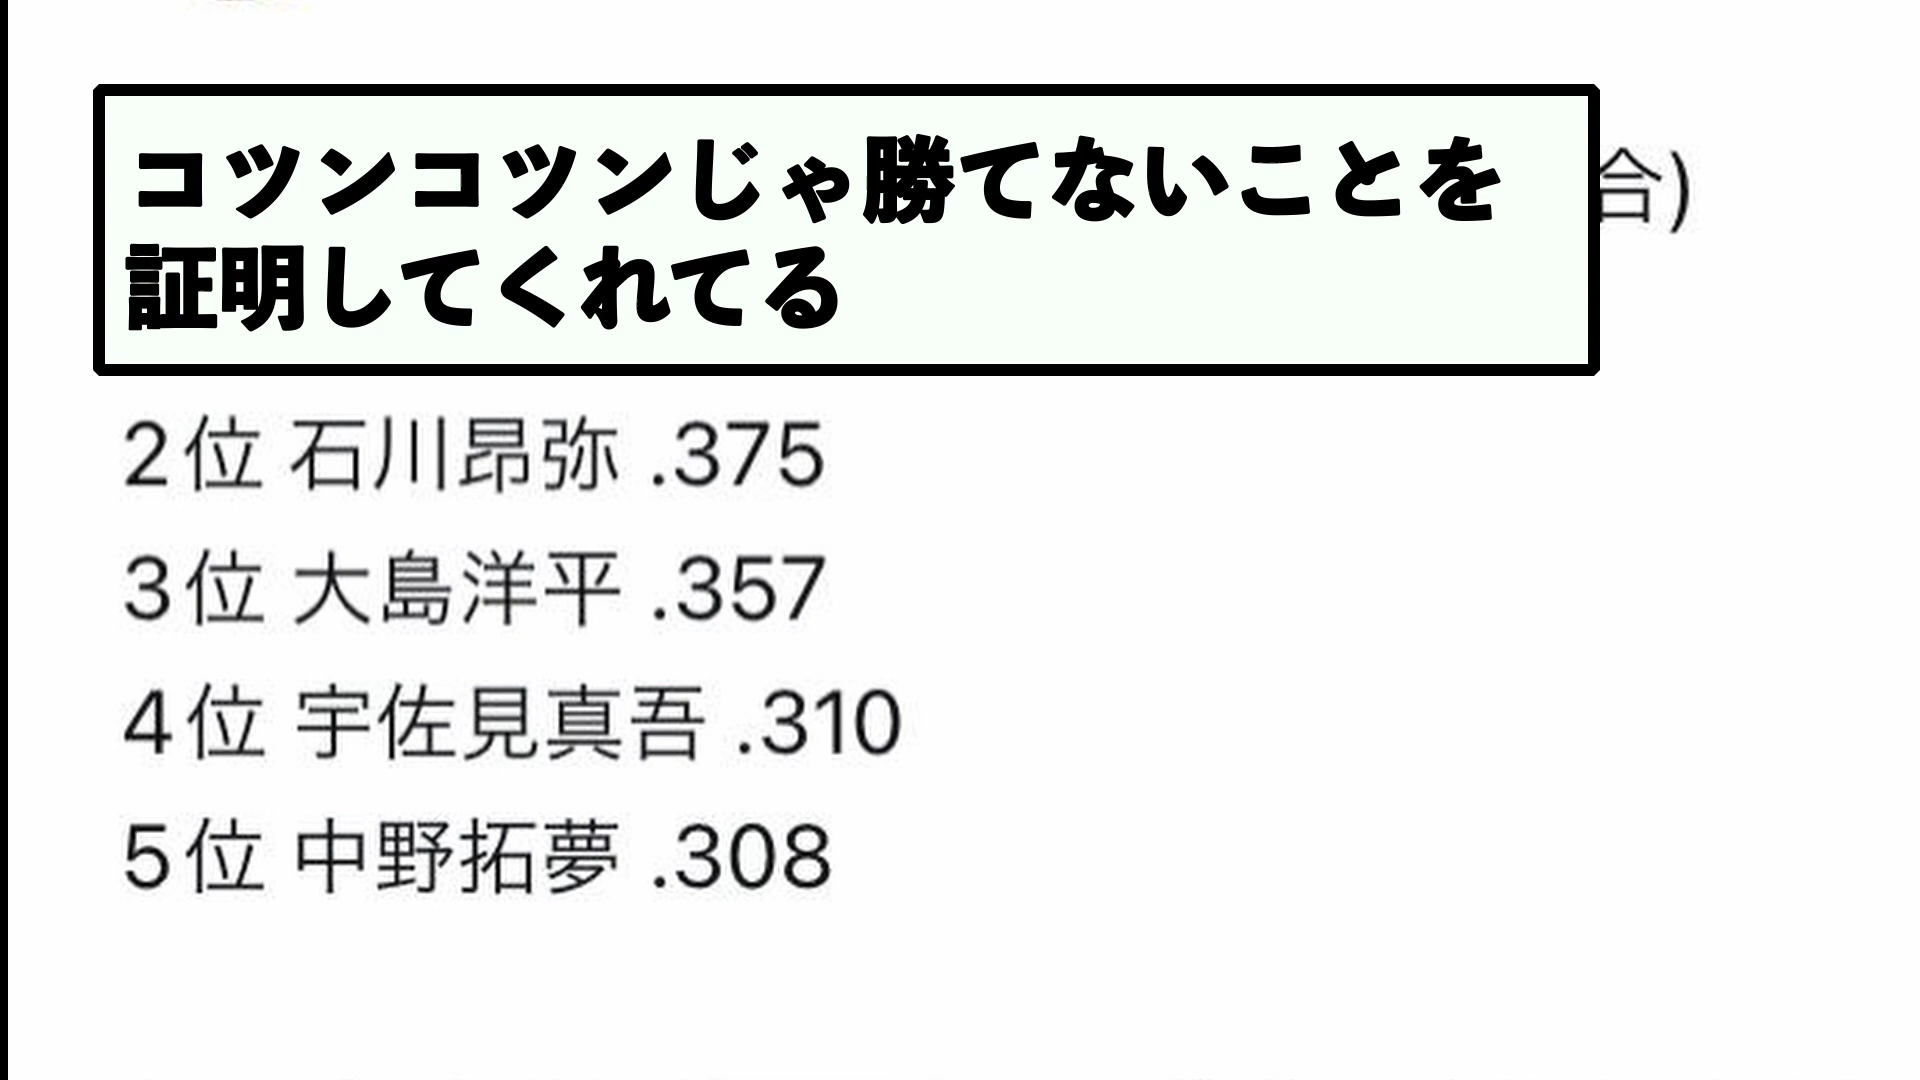 コツンコツンじゃ勝てないことを
証明してくれてる
合)
2位 石川昂弥 .375
3位 大島洋平 .357
4位 宇佐見真吾 .310
5位 中野拓夢 .308